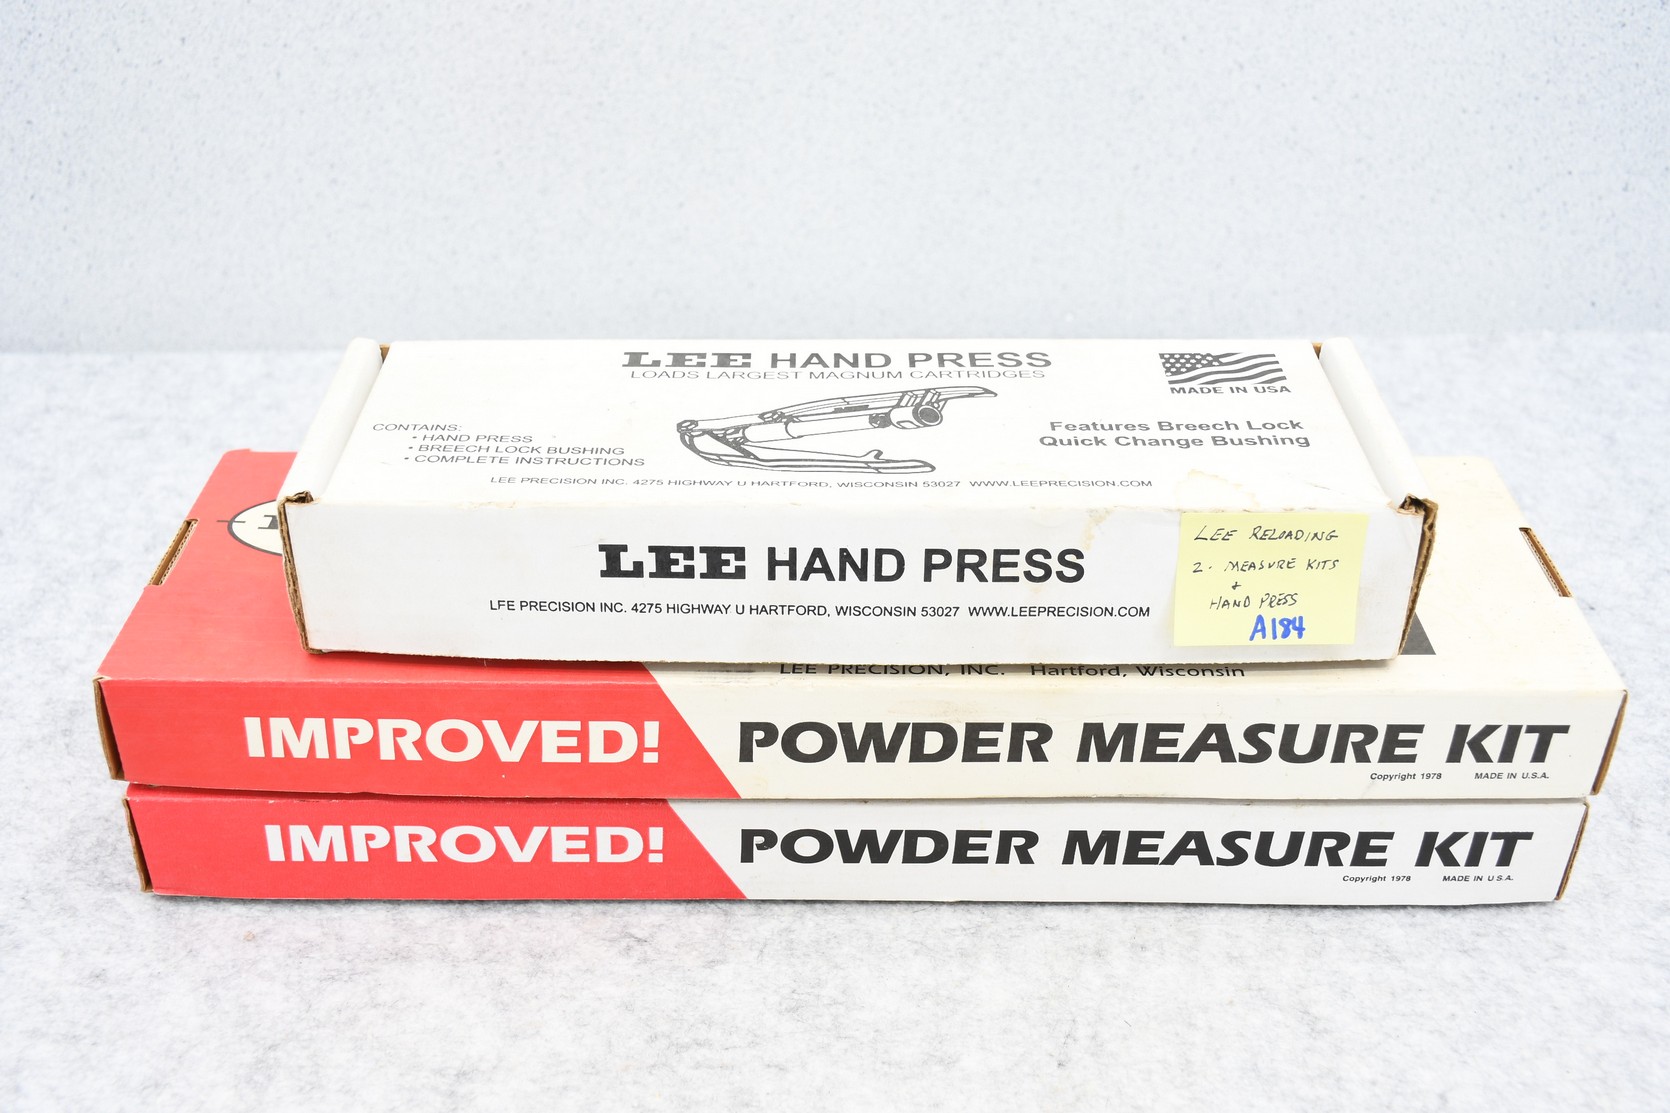 LEE HAND PRESS
LOADS LARGEST MAGNUM CARTRIDGES
MADE IN USA
CONTAINS:
• HAND PRESS
• BREECH LOCK BUSHING
• COMPLETE INSTRUCTIONS
Features Breech Lock
Quick Change Bushing
LEE PRECISION INC. 4275 HIGHWAY U HARTFORD, WISCONSIN 53027 WWW.LEEPRECISION.COM
LEE HAND PRESS
LEE PRECISION INC. 4275 HIGHWAY U HARTFORD, WISCONSIN 53027 WWW.LEEPRECISION.COM
LEE RELOADING
2 - MEASURE KITS
+
HAND PRESS
A184
LEE PRECISION, INC. Hartford, Wisconsin
IMPROVED! POWDER MEASURE KIT
Copyright 1978 MADE IN U.S.A.
IMPROVED! POWDER MEASURE KIT
Copyright 1978 MADE IN U.S.A.